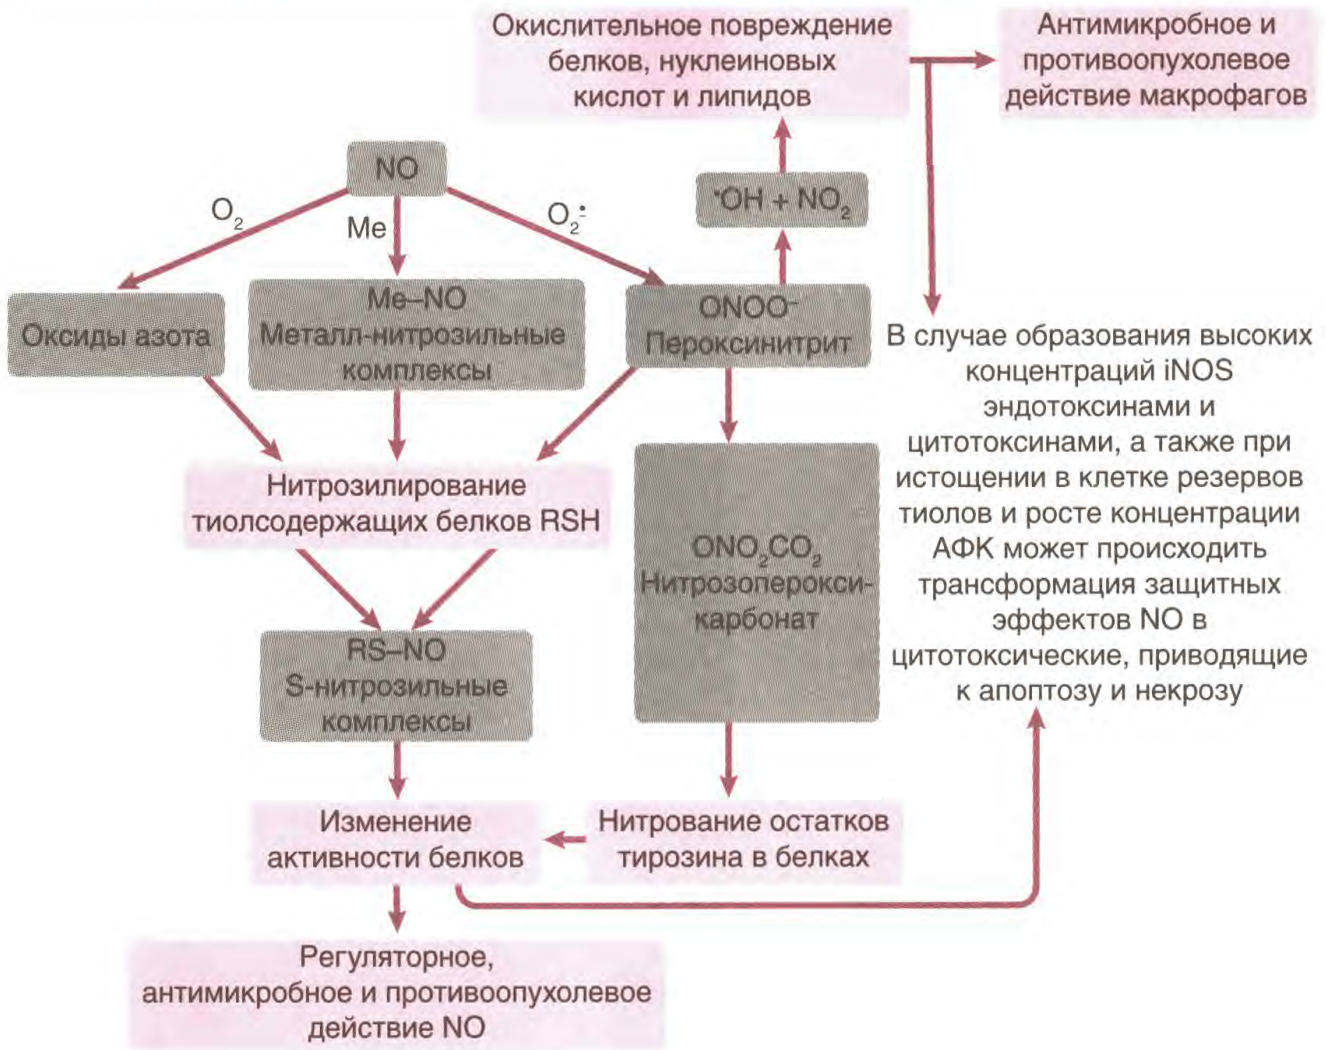 Окислительное повреждение
белков, нуклеиновых
кислот и липидов
Антимикробное и
противоопухолевое
действие макрофагов
NO
O₂
Me
O₂•̅
•OH + NO₂
Оксиды азота
Me–NO
Металл-нитрозильные
комплексы
ONOO⁻
Пероксинитрит
В случае образования высоких
концентраций iNOS
эндотоксинами и
цитотоксинами, а также при
истощении в клетке резервов
тиолов и росте концентрации
АФК может происходить
трансформация защитных
эффектов NO в
цитотоксические, приводящие
к апоптозу и некрозу
Нитрозилирование
тиолсодержащих белков RSH
ONO₂CO₂
Нитрозоперокси-
карбонат
RS–NO
S-нитрозильные
комплексы
Изменение
активности белков
Нитрование остатков
тирозина в белках
Регуляторное,
антимикробное и противоопухолевое
действие NO